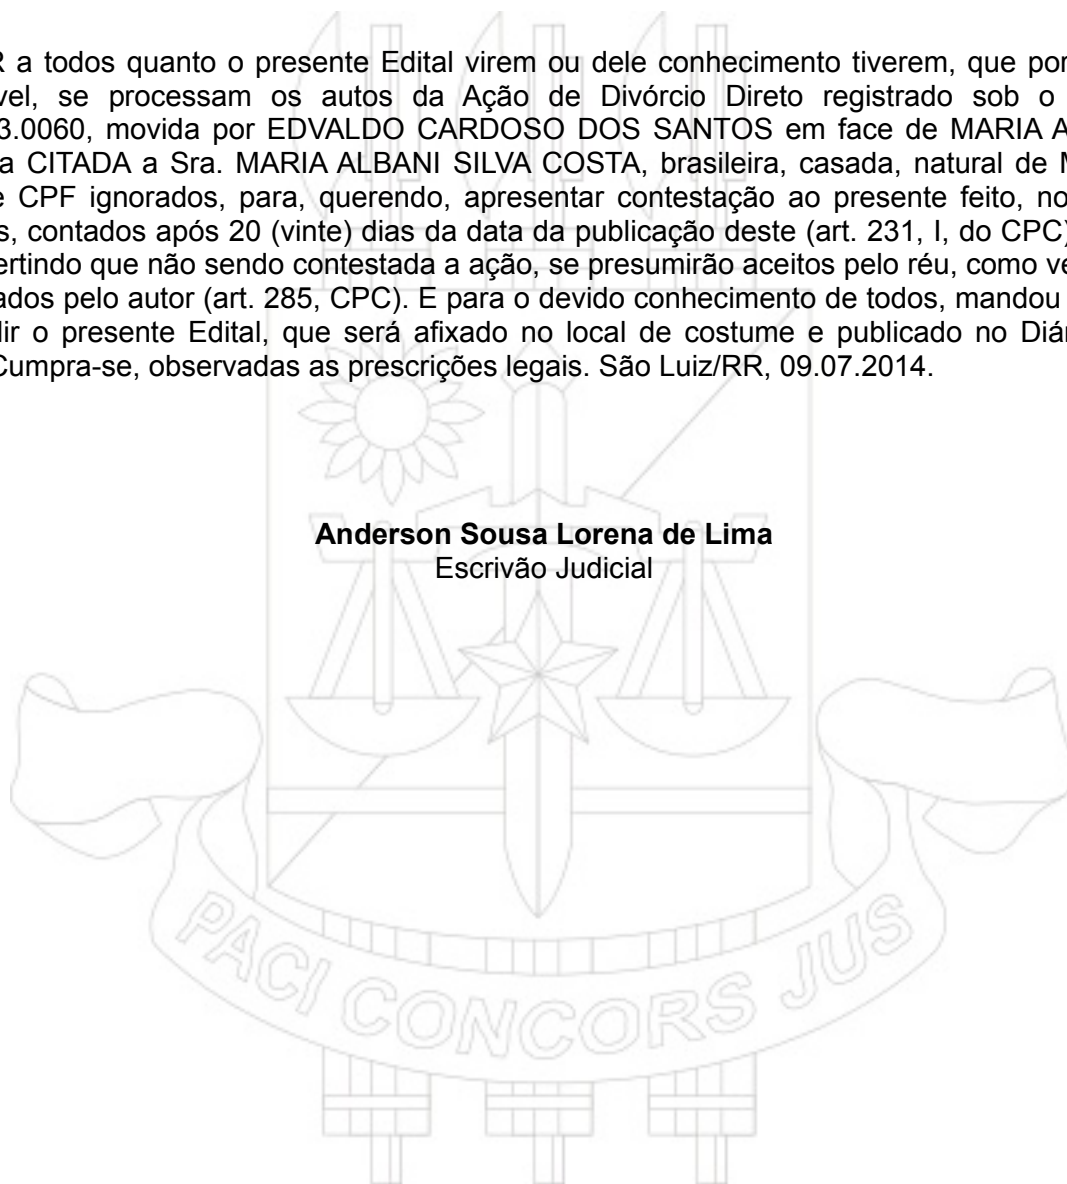 R a todos quanto o presente Edital virem ou dele conhecimento tiverem, que por
vel, se processam os autos da Ação de Divórcio Direto registrado sob o
3.0060, movida por EDVALDO CARDOSO DOS SANTOS em face de MARIA A
a CITADA a Sra. MARIA ALBANI SILVA COSTA, brasileira, casada, natural de M
e CPF ignorados, para, querendo, apresentar contestação ao presente feito, no
s, contados após 20 (vinte) dias da data da publicação deste (art. 231, I, do CPC)
ertindo que não sendo contestada a ação, se presumirão aceitos pelo réu, como ve
ados pelo autor (art. 285, CPC). E para o devido conhecimento de todos, mandou
dir o presente Edital, que será afixado no local de costume e publicado no Diár
Cumpra-se, observadas as prescrições legais. São Luiz/RR, 09.07.2014.
Anderson Sousa Lorena de Lima
Escrivão Judicial
PACI CONCORS JUS